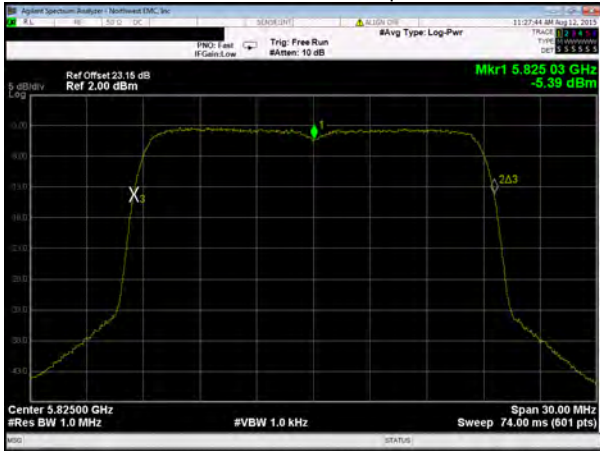 Agilent Spectrum Analyzer - Northwest EMC, Inc
RL RF 50 Ω DC SENSE:INT ALIGN OFF 11:27:44 AM Aug 12, 2015
#Avg Type: Log-Pwr TRACE 1 2 3 4 5 6
PNO: Fast Trig: Free Run TYPE
IFGain:Low #Atten: 10 dB DET S S S S S S
Mkr1 5.825 03 GHz
Ref Offset 23.15 dB
5 dB/div Ref 2.00 dBm -5.39 dBm
Log
1
2Δ3
3
Center 5.82500 GHz Span 30.00 MHz
#Res BW 1.0 MHz #VBW 1.0 kHz Sweep 74.00 ms (601 pts)
MSG STATUS